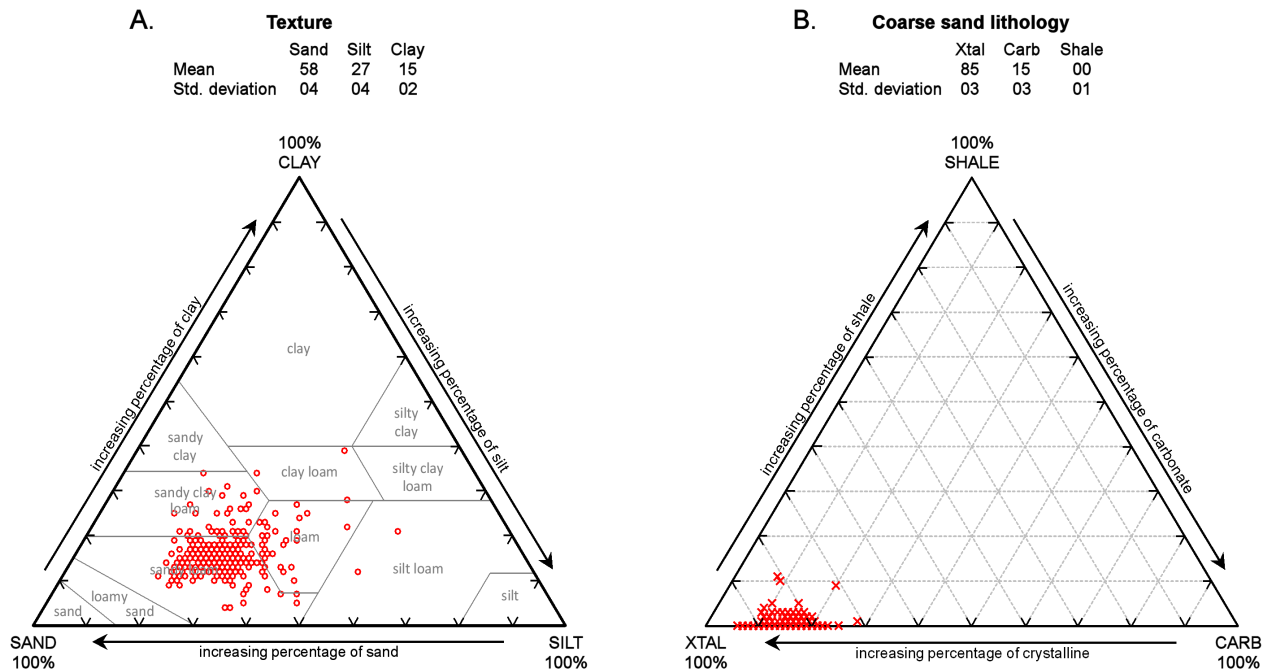 A.
Texture
Sand Silt Clay
Mean 58 27 15
Std. deviation 04 04 02
100%
CLAY
increasing percentage of clay
increasing percentage of silt
clay
silty
clay
sandy
clay
clay loam
silty clay
loam
sandy clay
loam
loam
sandy loam
silt loam
loamy
sand
sand
silt
SAND
100%
increasing percentage of sand
SILT
100%
B.
Coarse sand lithology
Xtal Carb Shale
Mean 85 15 00
Std. deviation 03 03 01
100%
SHALE
increasing percentage of shale
increasing percentage of carbonate
XTAL
100%
increasing percentage of crystalline
CARB
100%